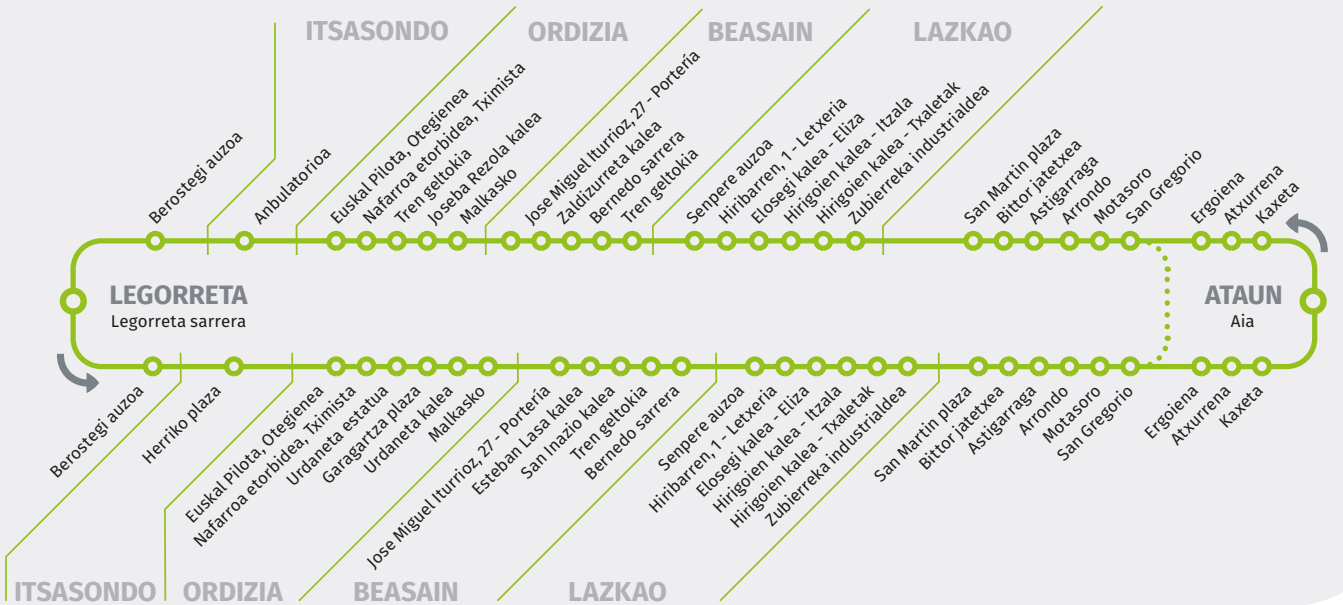 ITSASONDO
ORDIZIA
BEASAIN
LAZKAO
Berostegi auzoa
Anbulatorioa
Euskal Pilota, Otegienea
Nafarroa etorbidea, Tximista
Tren geltokia
Joseba Rezola kalea
Malkasko
Jose Miguel Iturrioz, 27 - Portería
Zaldizurreta kalea
Bernedo sarrera
Tren geltokia
Senpere auzoa
Hiribarren, 1 - Letxeria
Elosegi kalea - Eliza
Hirigoien kalea - Itzala
Hirigoien kalea - Txaletak
Zubierreka industrialdea
San Martin plaza
Bittor jatetxea
Astigarraga
Arrondo
Motasoro
San Gregorio
Ergoiena
Atxurrena
Kaxeta
LEGORRETA
Legorreta sarrera
ATAUN
Aia
Berostegi auzoa
Herriko plaza
Euskal Pilota, Otegienea
Nafarroa etorbidea, Tximista
Urdaneta estatua
Garagartza plaza
Urdaneta kalea
Malkasko
Jose Miguel Iturrioz, 27 - Portería
Esteban Lasa kalea
San Inazio kalea
Tren geltokia
Bernedo sarrera
Senpere auzoa
Hiribarren, 1 - Letxeria
Elosegi kalea - Eliza
Hirigoien kalea - Itzala
Hirigoien kalea - Txaletak
Zubierreka industrialdea
San Martin plaza
Bittor jatetxea
Astigarraga
Arrondo
Motasoro
San Gregorio
Ergoiena
Atxurrena
Kaxeta
ITSASONDO
ORDIZIA
BEASAIN
LAZKAO